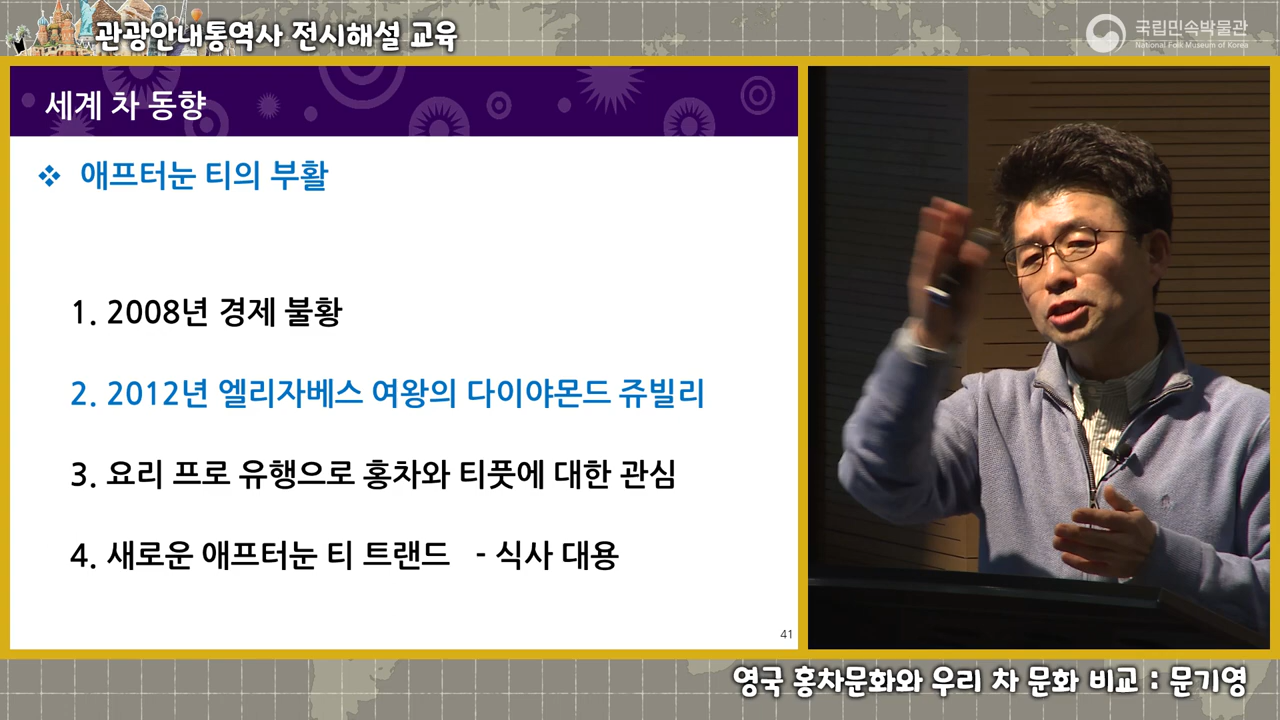 관광안내통역사 전시해설 교육
국립민속박물관
National Folk Museum of Korea
세계 차 동향
❖ 애프터눈 티의 부활
1. 2008년 경제 불황
2. 2012년 엘리자베스 여왕의 다이야몬드 쥬빌리
3. 요리 프로 유행으로 홍차와 티풋에 대한 관심
4. 새로운 애프터눈 티 트랜드 - 식사 대용
41
영국 홍차문화와 우리 차 문화 비교 : 문기영